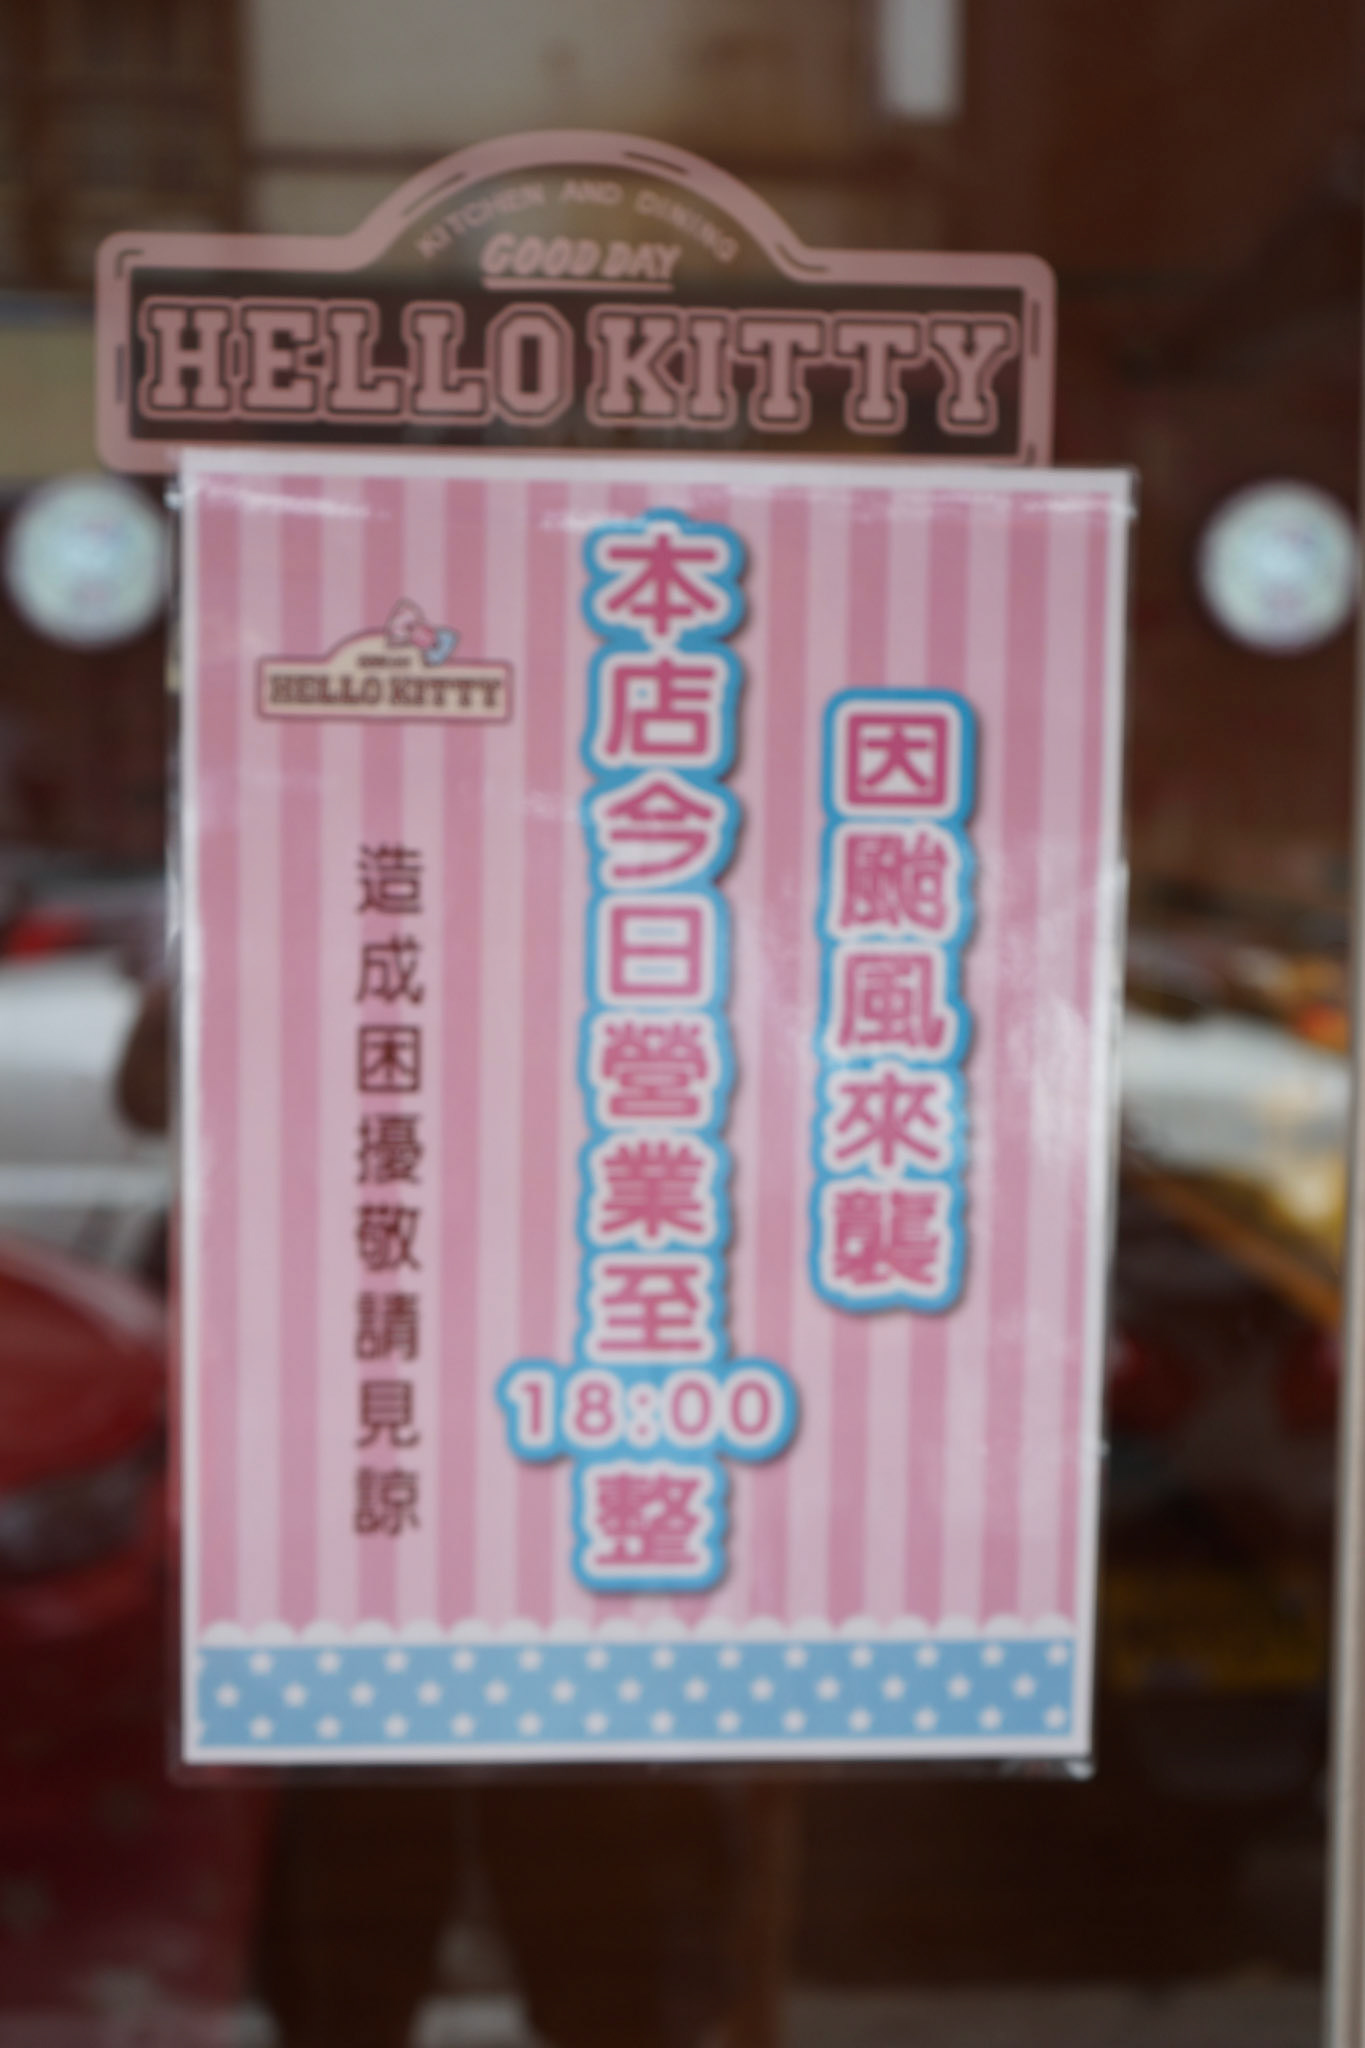 KITCHEN AND DINING
GOOD DAY
HELLO KITTY
因颱風來襲
本店今日營業至
18:00
整
HELLO KITTY
造成困擾敬請見諒